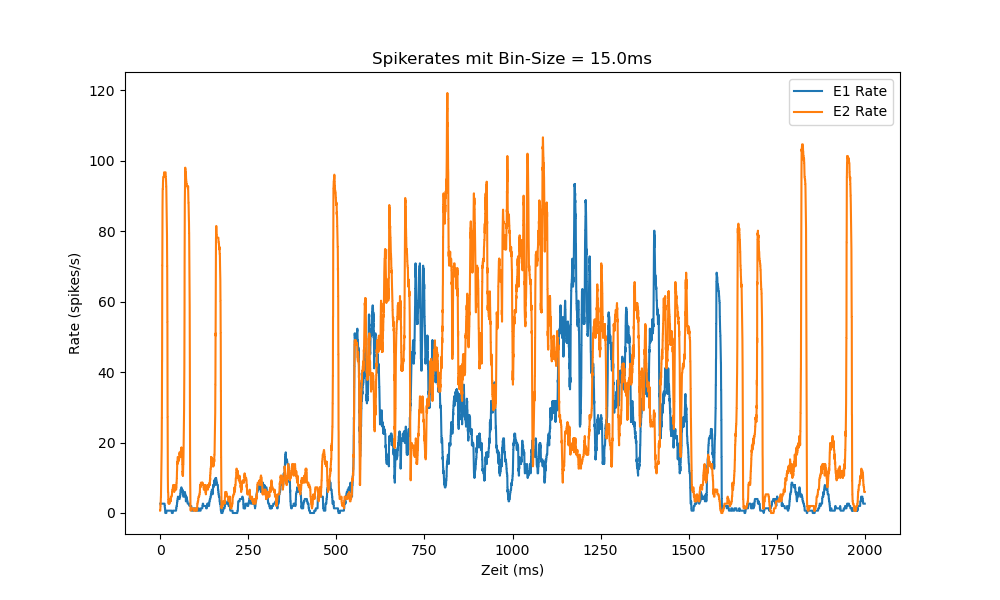 Spikerates mit Bin-Size = 15.0ms
E1 Rate
E2 Rate
120
100
80
60
40
20
0
Rate (spikes/s)
0 250 500 750 1000 1250 1500 1750 2000
Zeit (ms)